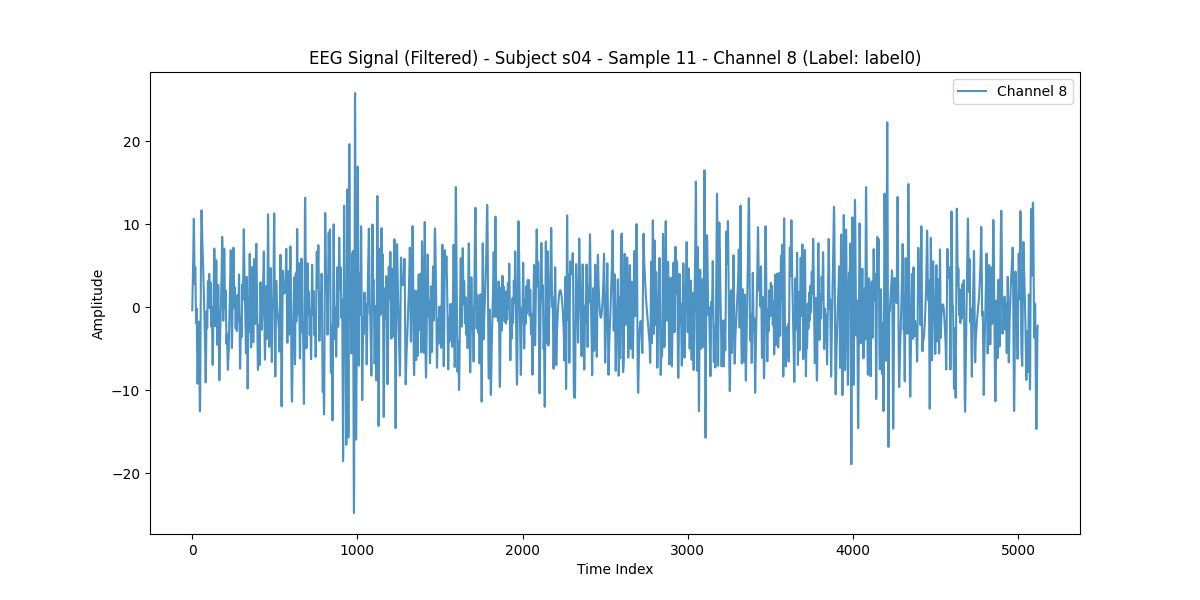 EEG Signal (Filtered) - Subject s04 - Sample 11 - Channel 8 (Label: label0)
Channel 8
Amplitude
20
10
0
−10
−20
0
1000
2000
3000
4000
5000
Time Index